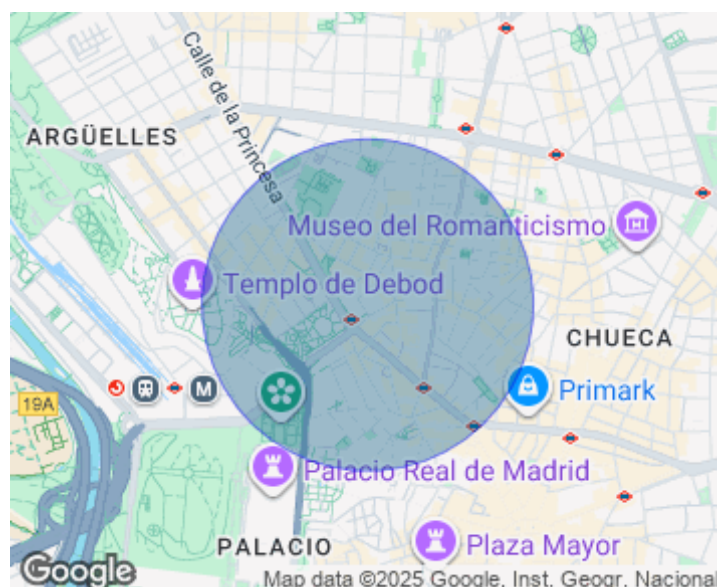 Calle de la Princesa
ARGÜELLES
Museo del Romanticismo
Templo de Debod
CHUECA
M
19A
Primark
Palacio Real de Madrid
PALACIO
Plaza Mayor
Google
Map data ©2025 Google, Inst. Geogr. Nacional